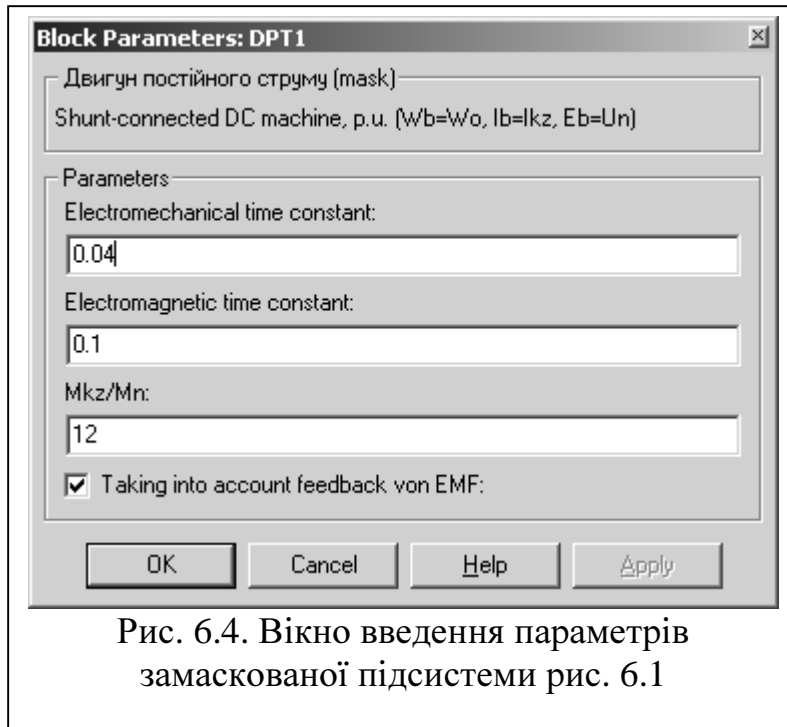 Block Parameters: DPT1
Двигун постійного струму (mask)
Shunt-connected DC machine, p.u. (Wb=Wo, Ib=Ikz, Eb=Un)
Parameters
Electromechanical time constant:
0.04
Electromagnetic time constant:
0.1
Mkz/Mn:
12
Taking into account feedback von EMF:
OK Cancel Help Apply
Рис. 6.4. Вікно введення параметрів
замаскованої підсистеми рис. 6.1